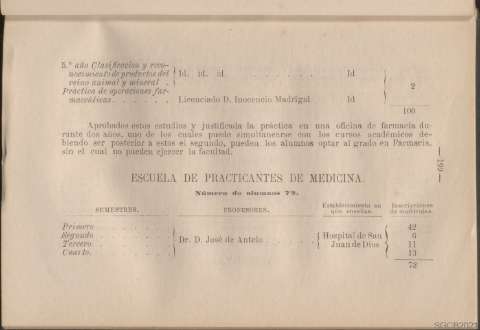 5.º año Clasificacion y reco-
nocimiento de productos del
reino animal y mineral .
Id. id. id. . . . . . . . . . Id
Práctica de operaciones far-
macéuticas . . . . . .
Licenciado D. Inocencio Madrigal Id
2
100
Aprobados estos estudios y justificada la práctica en una oficina de farmacia du-
rante dos años, uno de los cuales puede simultanearse con los cursos académicos de-
biendo ser posterior á estos el segundo, pueden los alumnos optar al grado en Farmacia,
sin el cual no pueden ejercer la facultad.
— 199 —
ESCUELA DE PRACTICANTES DE MEDICINA.
Número de alumnos 72.
SEMESTRES. PROFESORES. Establecimiento en que enseñan. Inscripciones de matrículas.
Primero . . . . . . 42
Segundo . . . . . . Hospital de San 6
Dr. D. José de Antelo . . . . .
Tercero . . . . . . Juan de Dios 11
Cuarto. . . . . . . 13
72